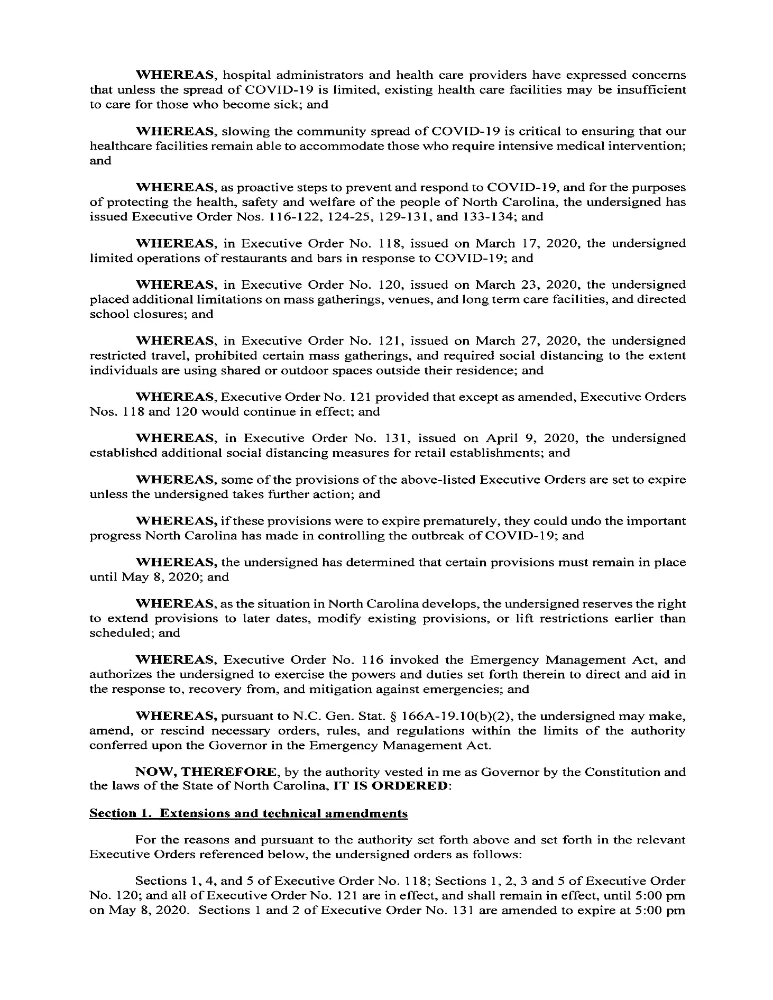 WHEREAS, hospital administrators and health care providers have expressed concerns
that unless the spread of COVID-19 is limited, existing health care facilities may be insufficient
to care for those who become sick; and
WHEREAS, slowing the community spread of COVID-19 is critical to ensuring that our
healthcare facilities remain able to accommodate those who require intensive medical intervention;
and
WHEREAS, as proactive steps to prevent and respond to COVID-19, and for the purposes
of protecting the health, safety and welfare of the people of North Carolina, the undersigned has
issued Executive Order Nos. 116-122, 124-25, 129-131, and 133-134; and
WHEREAS, in Executive Order No. 118, issued on March 17, 2020, the undersigned
limited operations of restaurants and bars in response to COVID-19; and
WHEREAS, in Executive Order No. 120, issued on March 23, 2020, the undersigned
placed additional limitations on mass gatherings, venues, and long term care facilities, and directed
school closures; and
WHEREAS, in Executive Order No. 121, issued on March 27, 2020, the undersigned
restricted travel, prohibited certain mass gatherings, and required social distancing to the extent
individuals are using shared or outdoor spaces outside their residence; and
WHEREAS, Executive Order No. 121 provided that except as amended, Executive Orders
Nos. 118 and 120 would continue in effect; and
WHEREAS, in Executive Order No. 131, issued on April 9, 2020, the undersigned
established additional social distancing measures for retail establishments; and
WHEREAS, some of the provisions of the above-listed Executive Orders are set to expire
unless the undersigned takes further action; and
WHEREAS, if these provisions were to expire prematurely, they could undo the important
progress North Carolina has made in controlling the outbreak of COVID-19; and
WHEREAS, the undersigned has determined that certain provisions must remain in place
until May 8, 2020; and
WHEREAS, as the situation in North Carolina develops, the undersigned reserves the right
to extend provisions to later dates, modify existing provisions, or lift restrictions earlier than
scheduled; and
WHEREAS, Executive Order No. 116 invoked the Emergency Management Act, and
authorizes the undersigned to exercise the powers and duties set forth therein to direct and aid in
the response to, recovery from, and mitigation against emergencies; and
WHEREAS, pursuant to N.C. Gen. Stat. § 166A-19.10(b)(2), the undersigned may make,
amend, or rescind necessary orders, rules, and regulations within the limits of the authority
conferred upon the Governor in the Emergency Management Act.
NOW, THEREFORE, by the authority vested in me as Governor by the Constitution and
the laws of the State of North Carolina, IT IS ORDERED:
Section 1. Extensions and technical amendments
For the reasons and pursuant to the authority set forth above and set forth in the relevant
Executive Orders referenced below, the undersigned orders as follows:
Sections 1, 4, and 5 of Executive Order No. 118; Sections 1, 2, 3 and 5 of Executive Order
No. 120; and all of Executive Order No. 121 are in effect, and shall remain in effect, until 5:00 pm
on May 8, 2020. Sections 1 and 2 of Executive Order No. 131 are amended to expire at 5:00 pm